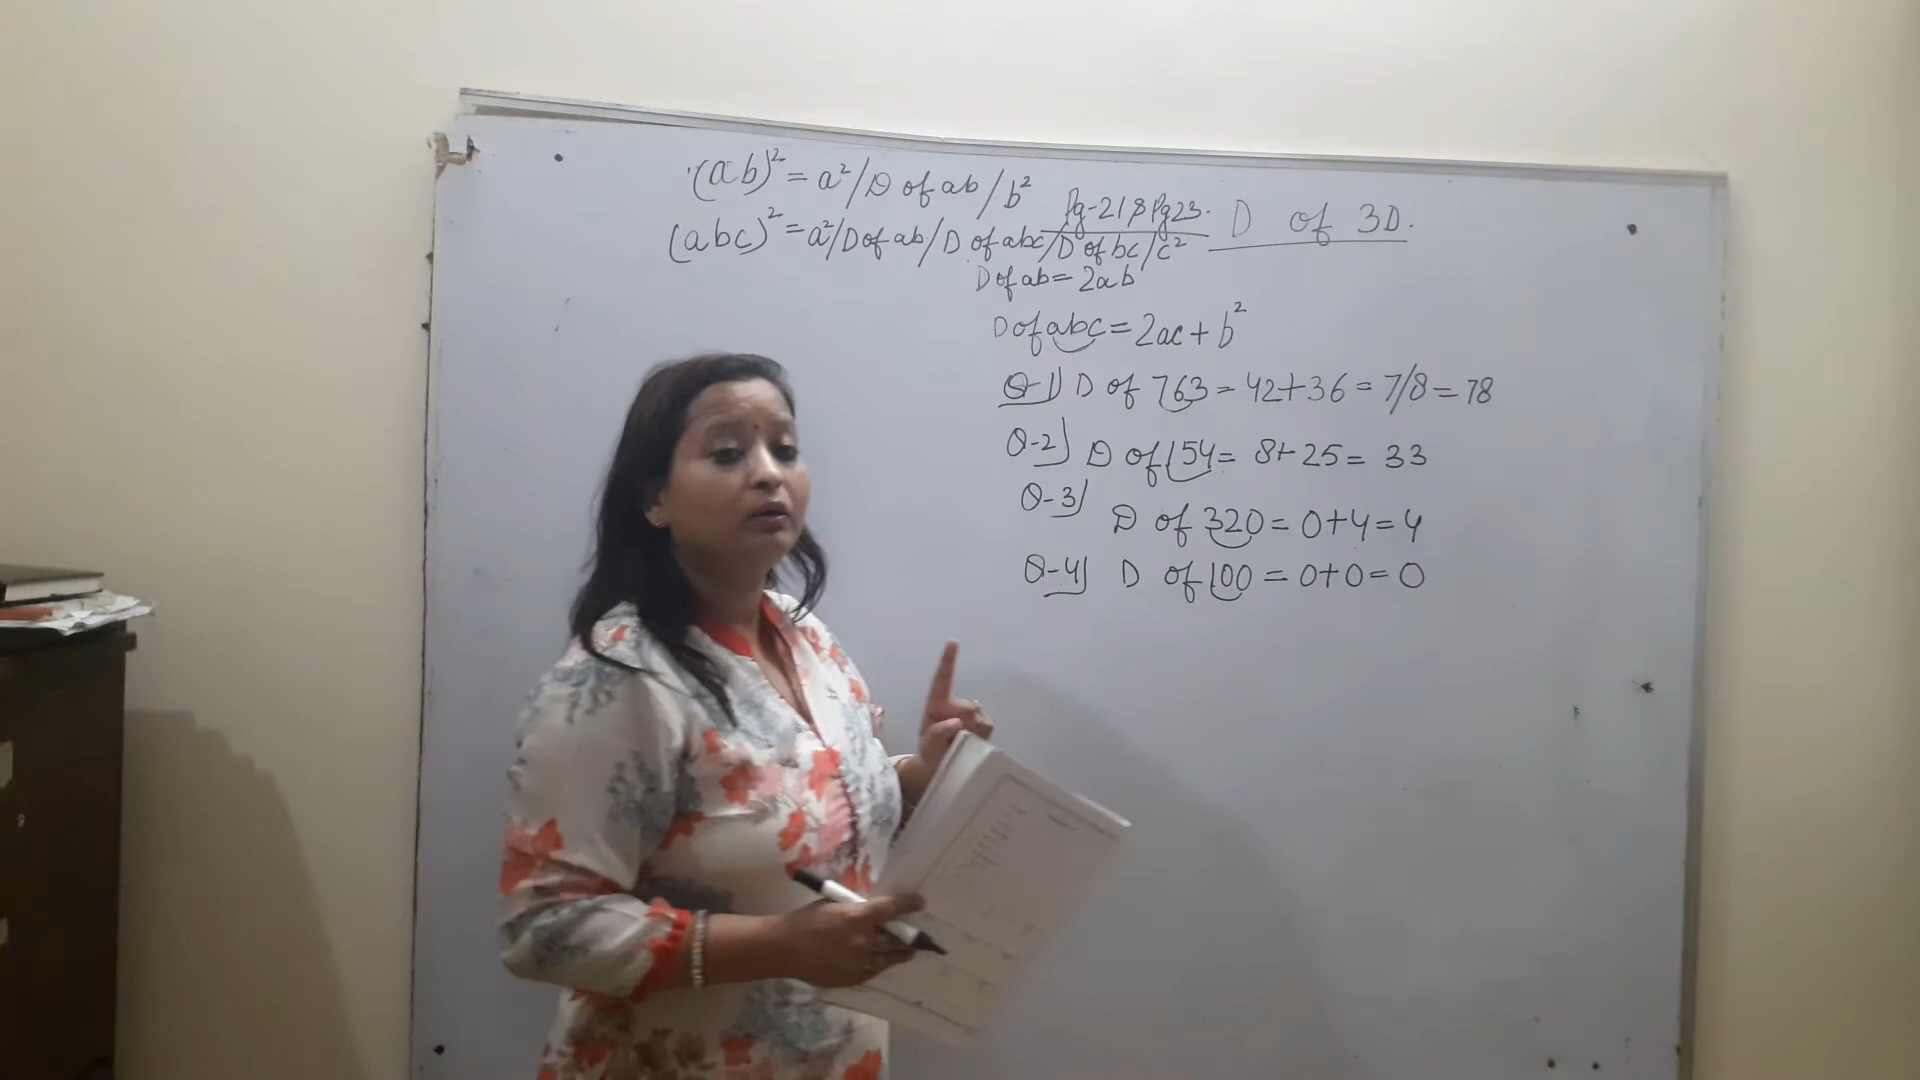 (ab)² = a²/D of ab/b²
Pg-21 & Pg23.
D of 3D.
(abc)² = a²/D of ab/D of abc/D of bc/c²
D of ab = 2ab
D of abc = 2ac + b²
Q-1) D of 763 = 42+36 = 7/8 = 78
Q-2) D of 154 = 8+25 = 33
Q-3) D of 320 = 0+4 = 4
Q-4) D of 100 = 0+0 = 0